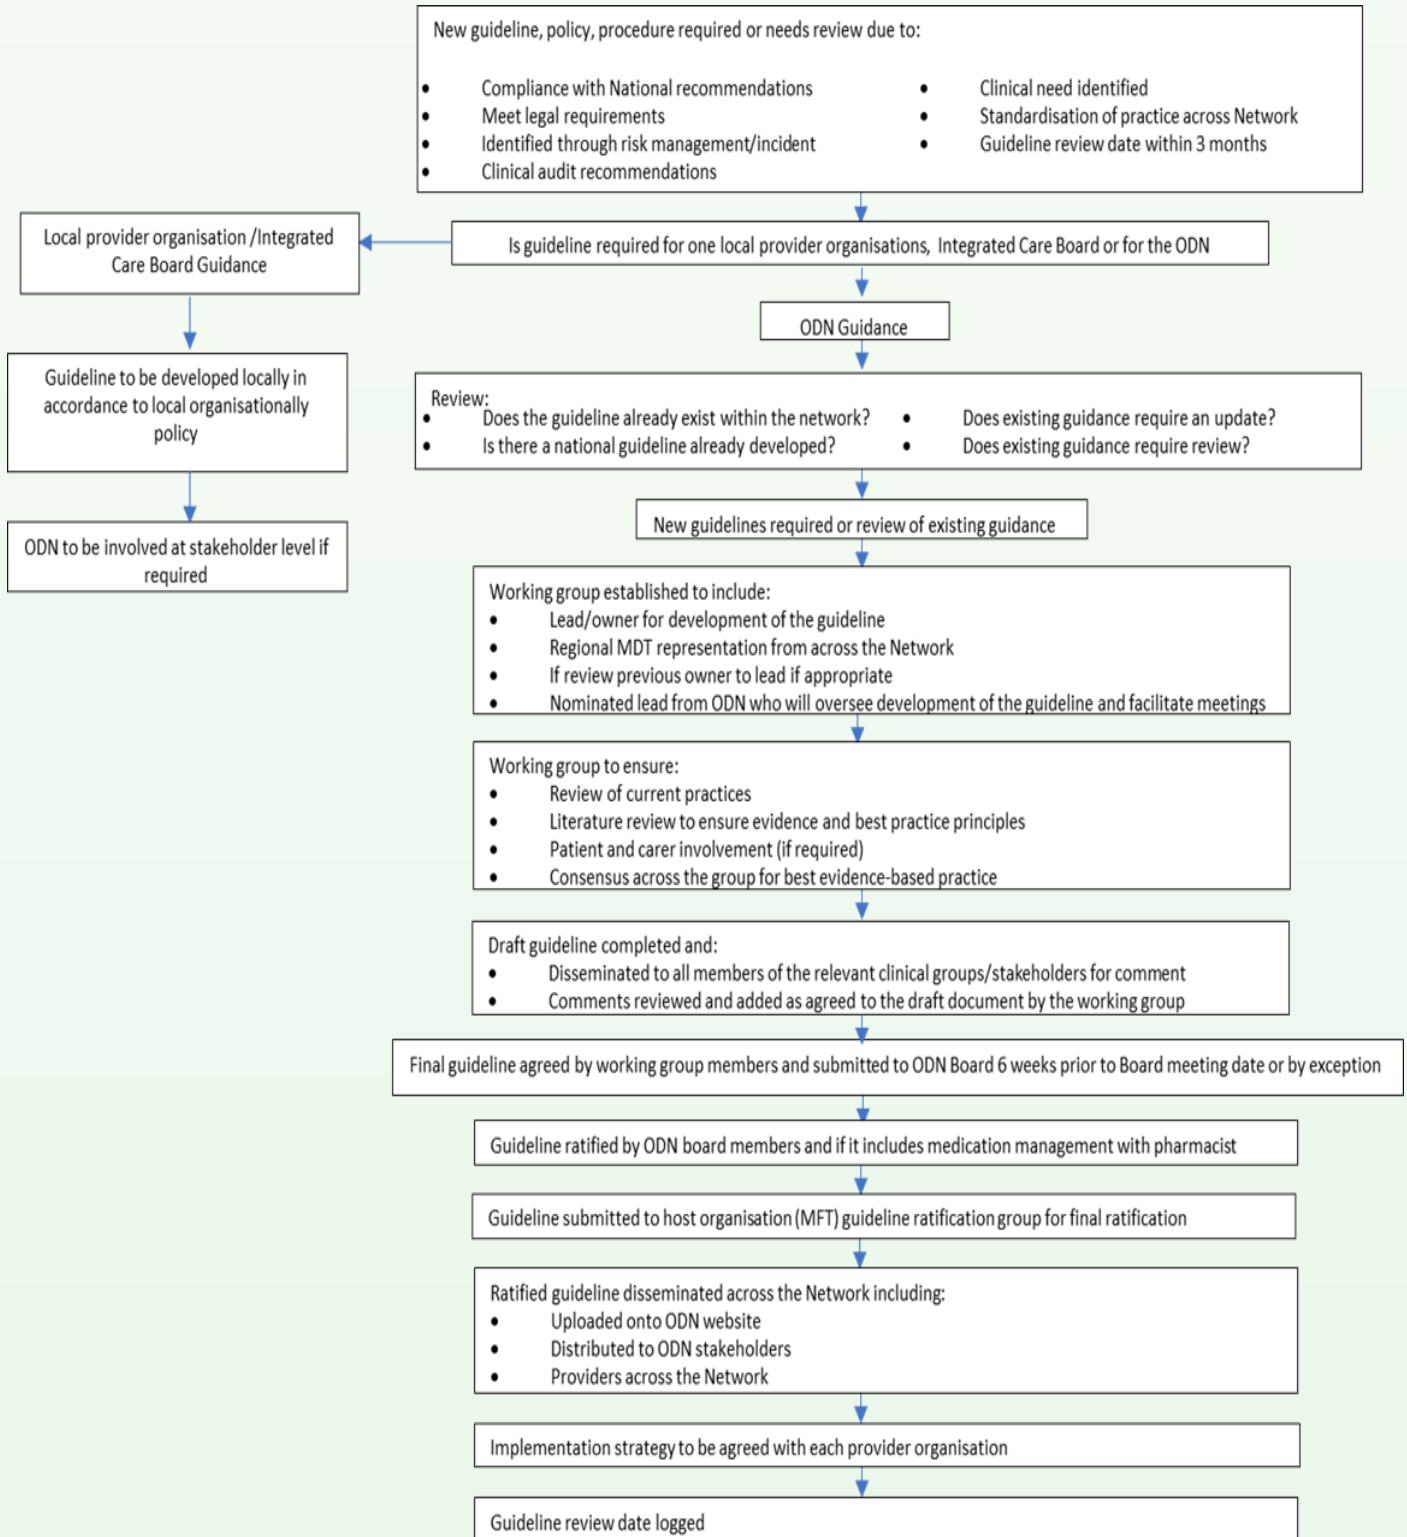 New guideline, policy, procedure required or needs review due to:
• Compliance with National recommendations
• Meet legal requirements
• Identified through risk management/incident
• Clinical audit recommendations
• Clinical need identified
• Standardisation of practice across Network
• Guideline review date within 3 months
Is guideline required for one local provider organisations, Integrated Care Board or for the ODN
Local provider organisation /Integrated
Care Board Guidance
Guideline to be developed locally in
accordance to local organisationally
policy
ODN to be involved at stakeholder level if
required
ODN Guidance
Review:
• Does the guideline already exist within the network?
• Is there a national guideline already developed?
• Does existing guidance require an update?
• Does existing guidance require review?
New guidelines required or review of existing guidance
Working group established to include:
• Lead/owner for development of the guideline
• Regional MDT representation from across the Network
• If review previous owner to lead if appropriate
• Nominated lead from ODN who will oversee development of the guideline and facilitate meetings
Working group to ensure:
• Review of current practices
• Literature review to ensure evidence and best practice principles
• Patient and carer involvement (if required)
• Consensus across the group for best evidence-based practice
Draft guideline completed and:
• Disseminated to all members of the relevant clinical groups/stakeholders for comment
• Comments reviewed and added as agreed to the draft document by the working group
Final guideline agreed by working group members and submitted to ODN Board 6 weeks prior to Board meeting date or by exception
Guideline ratified by ODN board members and if it includes medication management with pharmacist
Guideline submitted to host organisation (MFT) guideline ratification group for final ratification
Ratified guideline disseminated across the Network including:
• Uploaded onto ODN website
• Distributed to ODN stakeholders
• Providers across the Network
Implementation strategy to be agreed with each provider organisation
Guideline review date logged